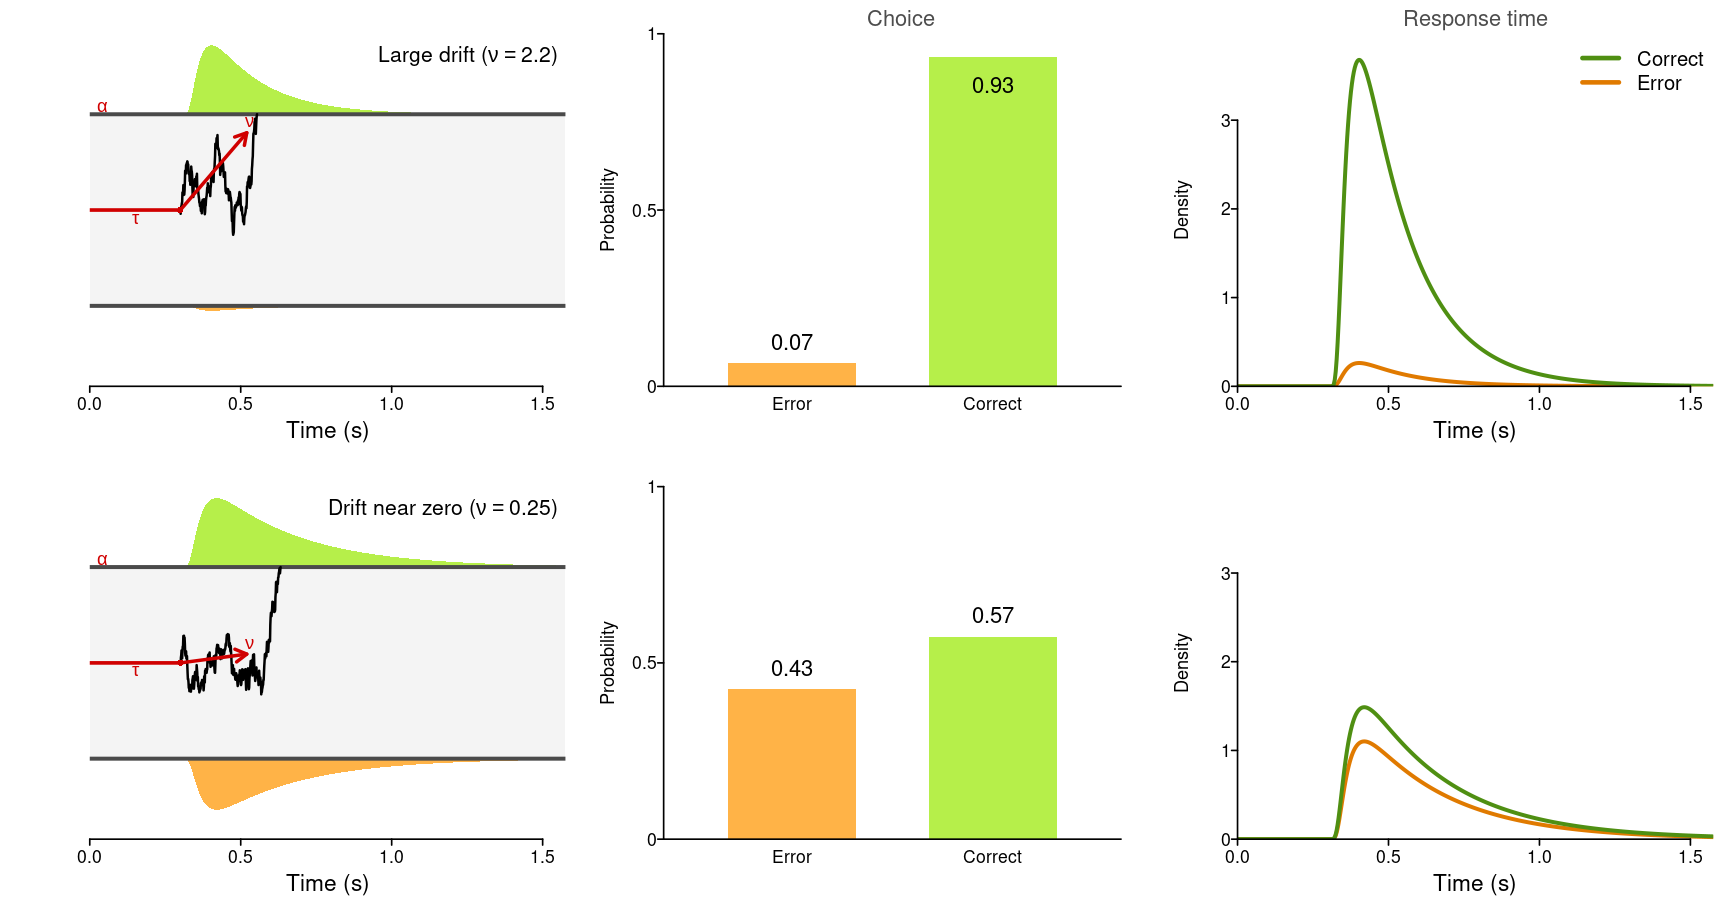 Choice
Response time
Large drift (ν = 2.2)
α
ν
τ
0.0
0.5
1.0
1.5
Time (s)
Probability
1
0.5
0
0.07
0.93
Error
Correct
Density
3
2
1
0
Correct
Error
0.0
0.5
1.0
1.5
Time (s)
Drift near zero (ν = 0.25)
α
ν
τ
0.0
0.5
1.0
1.5
Time (s)
Probability
1
0.5
0
0.43
0.57
Error
Correct
Density
3
2
1
0
0.0
0.5
1.0
1.5
Time (s)